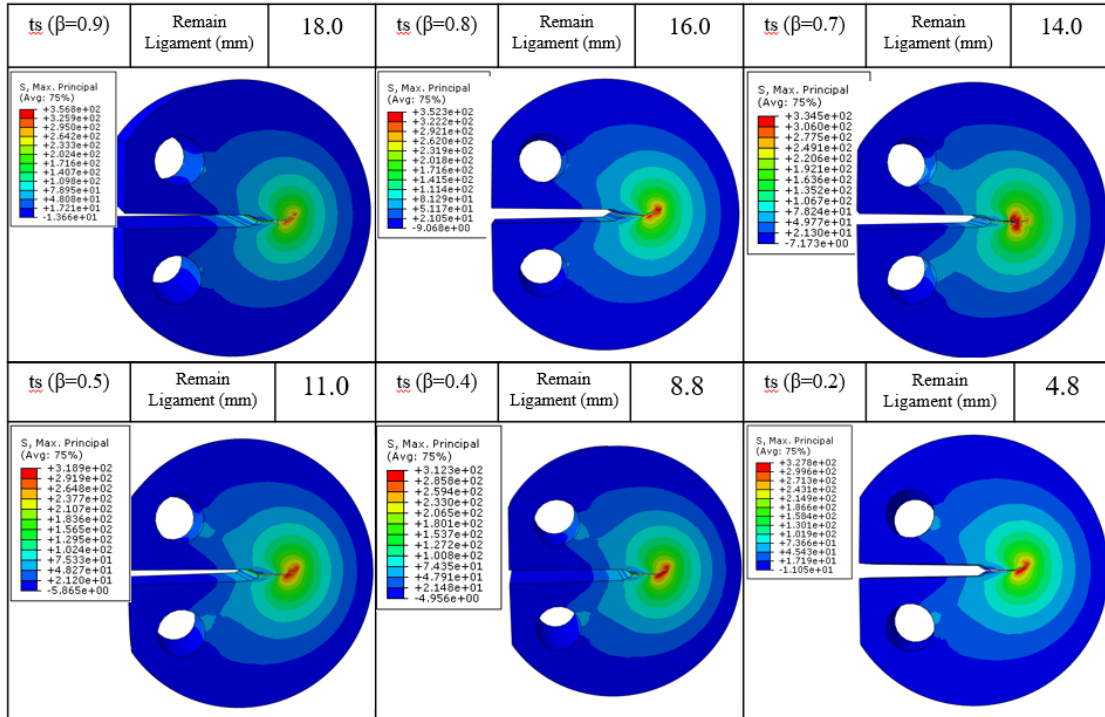 ts (β=0.9)
Remain
Ligament (mm)
18.0
ts (β=0.8)
Remain
Ligament (mm)
16.0
ts (β=0.7)
Remain
Ligament (mm)
14.0
S, Max. Principal
(Avg: 75%)
+3.568e+02
+3.259e+02
+2.950e+02
+2.642e+02
+2.333e+02
+2.024e+02
+1.716e+02
+1.407e+02
+1.098e+02
+7.895e+01
+4.808e+01
+1.721e+01
-1.366e+01
S, Max. Principal
(Avg: 75%)
+3.523e+02
+3.222e+02
+2.921e+02
+2.620e+02
+2.319e+02
+2.018e+02
+1.716e+02
+1.415e+02
+1.114e+02
+8.129e+01
+5.117e+01
+2.105e+01
-9.068e+00
S, Max. Principal
(Avg: 75%)
+3.345e+02
+3.060e+02
+2.775e+02
+2.491e+02
+2.206e+02
+1.921e+02
+1.636e+02
+1.352e+02
+1.067e+02
+7.824e+01
+4.977e+01
+2.130e+01
-7.173e+00
ts (β=0.5)
Remain
Ligament (mm)
11.0
ts (β=0.4)
Remain
Ligament (mm)
8.8
ts (β=0.2)
Remain
Ligament (mm)
4.8
S, Max. Principal
(Avg: 75%)
+3.189e+02
+2.919e+02
+2.648e+02
+2.377e+02
+2.107e+02
+1.836e+02
+1.565e+02
+1.295e+02
+1.024e+02
+7.533e+01
+4.827e+01
+2.120e+01
-5.865e+00
S, Max. Principal
(Avg: 75%)
+3.123e+02
+2.858e+02
+2.594e+02
+2.330e+02
+2.065e+02
+1.801e+02
+1.537e+02
+1.272e+02
+1.008e+02
+7.435e+01
+4.791e+01
+2.148e+01
-4.956e+00
S, Max. Principal
(Avg: 75%)
+3.278e+02
+2.996e+02
+2.713e+02
+2.431e+02
+2.149e+02
+1.866e+02
+1.584e+02
+1.301e+02
+1.019e+02
+7.366e+01
+4.543e+01
+1.719e+01
-1.105e+01